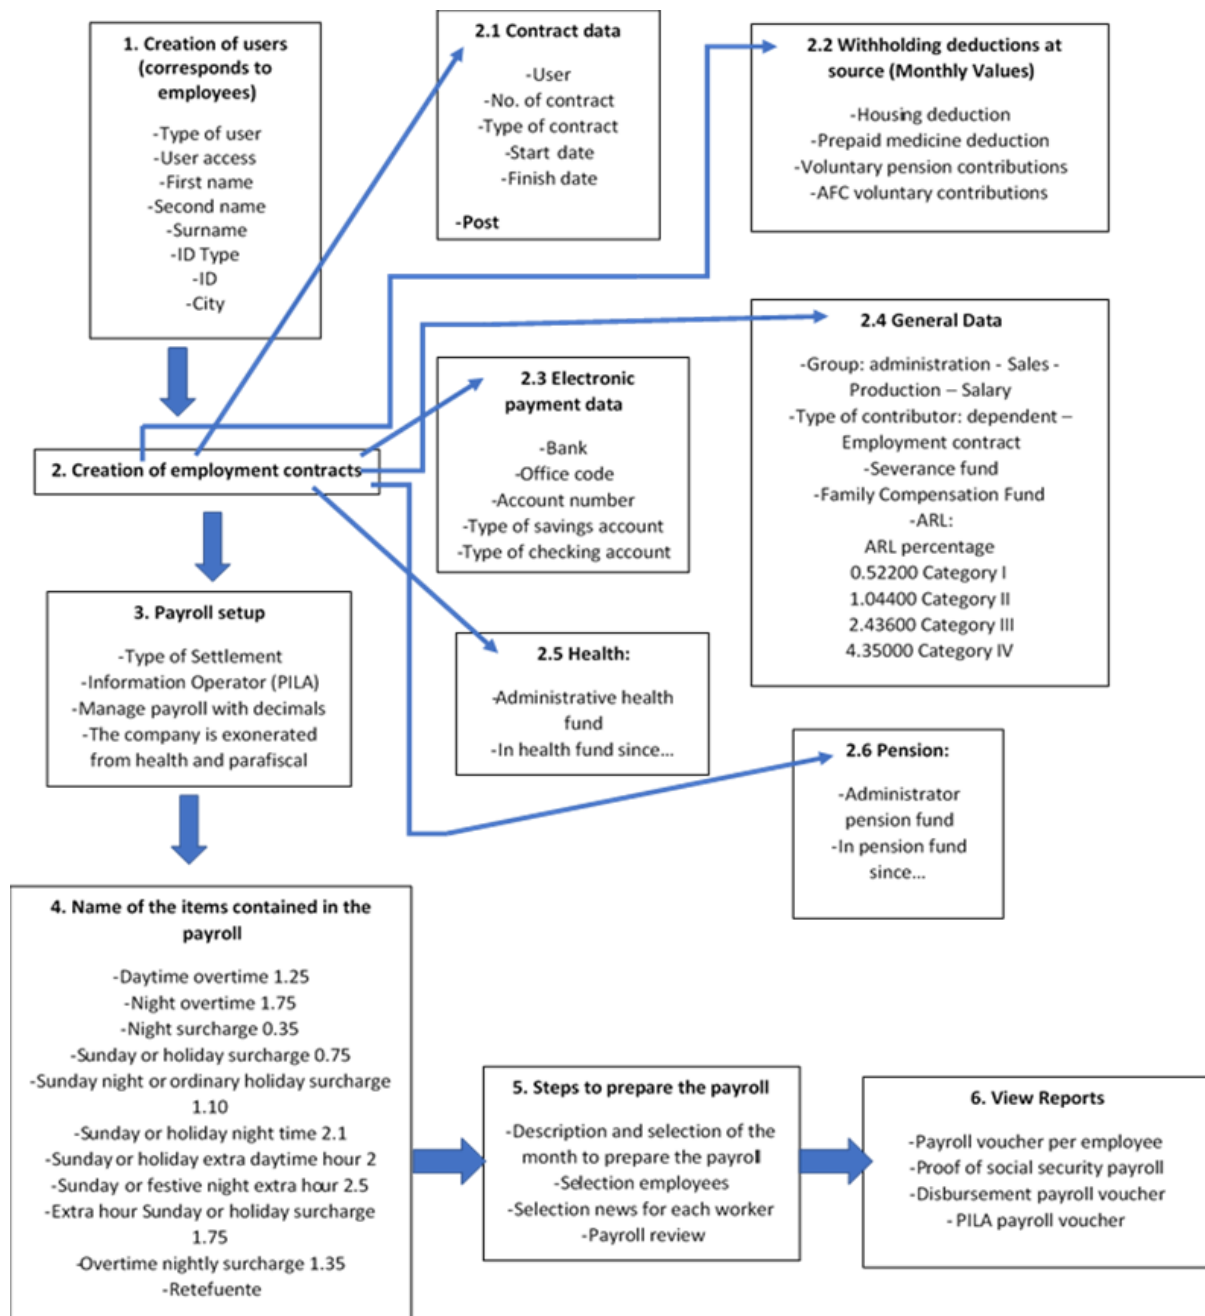 1. Creation of users
(corresponds to
employees)
-Type of user
-User access
-First name
-Second name
-Surname
-ID Type
-ID
-City
2.1 Contract data
-User
-No. of contract
-Type of contract
-Start date
-Finish date
-Post
2.2 Withholding deductions at
source (Monthly Values)
-Housing deduction
-Prepaid medicine deduction
-Voluntary pension contributions
-AFC voluntary contributions
2. Creation of employment contracts
2.3 Electronic
payment data
-Bank
-Office code
-Account number
-Type of savings account
-Type of checking account
2.4 General Data
-Group: administration - Sales -
Production – Salary
-Type of contributor: dependent –
Employment contract
-Severance fund
-Family Compensation Fund
-ARL:
ARL percentage
0.52200 Category I
1.04400 Category II
2.43600 Category III
4.35000 Category IV
3. Payroll setup
-Type of Settlement
-Information Operator (PILA)
-Manage payroll with decimals
-The company is exonerated
from health and parafiscal
2.5 Health:
-Administrative health
fund
-In health fund since...
2.6 Pension:
-Administrator
pension fund
-In pension fund
since...
4. Name of the items contained in the
payroll
-Daytime overtime 1.25
-Night overtime 1.75
-Night surcharge 0.35
-Sunday or holiday surcharge 0.75
-Sunday night or ordinary holiday surcharge
1.10
-Sunday or holiday night time 2.1
-Sunday or holiday extra daytime hour 2
-Sunday or festive night extra hour 2.5
-Extra hour Sunday or holiday surcharge
1.75
-Overtime nightly surcharge 1.35
-Retefuente
5. Steps to prepare the payroll
-Description and selection of the
month to prepare the payroll
-Selection employees
-Selection news for each worker
-Payroll review
6. View Reports
-Payroll voucher per employee
-Proof of social security payroll
-Disbursement payroll voucher
-PILA payroll voucher